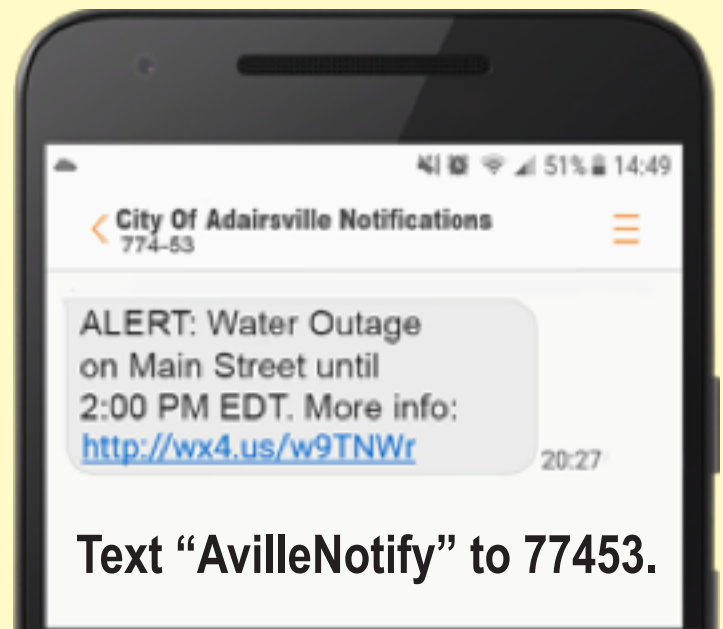 51% 14:49
City Of Adairsville Notifications
774-53
ALERT: Water Outage
on Main Street until
2:00 PM EDT. More info:
http://wx4.us/w9TNWr
20:27
Text “AvilleNotify” to 77453.